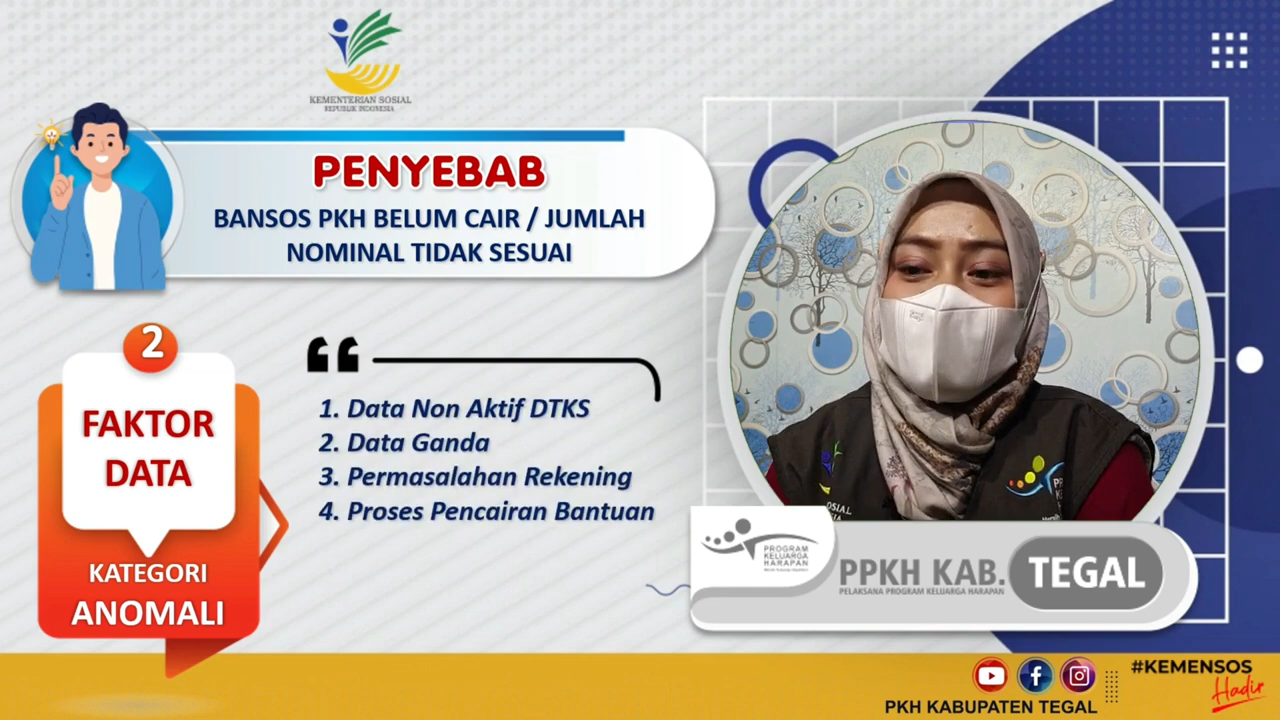 KEMENTERIAN SOSIAL
REPUBLIK INDONESIA
PENYEBAB
BANSOS PKH BELUM CAIR / JUMLAH
NOMINAL TIDAK SESUAI
2
FAKTOR
DATA
KATEGORI
ANOMALI
1. Data Non Aktif DTKS
2. Data Ganda
3. Permasalahan Rekening
4. Proses Pencairan Bantuan
OSIAL
PROGRAM
KELUARGA
HARAPAN
PPKH KAB.
PELAKSANA PROGRAM KELUARGA HARAPAN
TEGAL
PKH KABUPATEN TEGAL
#KEMENSOS
Hadir